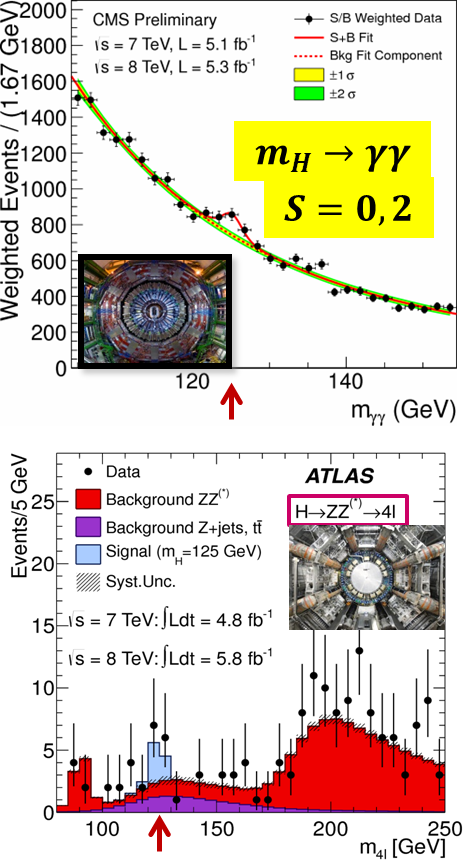 CMS Preliminary
√s = 7 TeV, L = 5.1 fb⁻¹
√s = 8 TeV, L = 5.3 fb⁻¹
S/B Weighted Data
S+B Fit
Bkg Fit Component
±1 σ
±2 σ
m_H → γγ
S = 0, 2
Weighted Events / (1.67 GeV)
2000
1800
1600
1400
1200
1000
800
600
400
200
0
120 140
m_γγ (GeV)
ATLAS
H→ZZ⁽*⁾→4l
Data
Background ZZ⁽*⁾
Background Z+jets, tt̄
Signal (m_H=125 GeV)
Syst.Unc.
√s = 7 TeV:∫Ldt = 4.8 fb⁻¹
√s = 8 TeV:∫Ldt = 5.8 fb⁻¹
Events/5 GeV
25
20
15
10
5
0
100 150 200 250
m_4l [GeV]